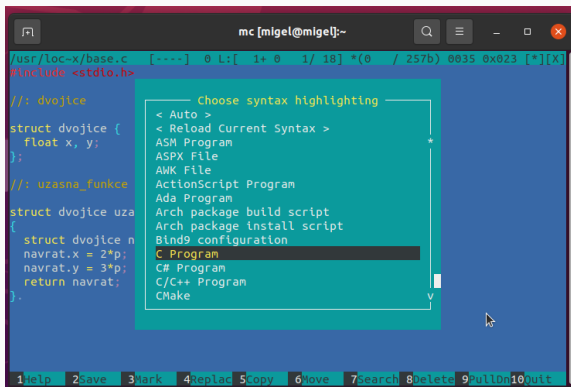 mc [migel@migel]:~
/usr/loc~x/base.c [----] 0 L:[ 1+ 0 1/ 18] *(0 / 257b) 0035 0x023 [*][X]
#include <stdio.h>
//: dvojice
struct dvojice {
float x, y;
};
//: uzasna_funkce
struct dvojice uza
{
struct dvojice n
navrat.x = 2*p;
navrat.y = 3*p;
return navrat;
}.
Choose syntax highlighting
< Auto >
< Reload Current Syntax >
ASM Program
ASPX File
AWK File
ActionScript Program
Ada Program
Arch package build script
Arch package install script
Bind9 configuration
C Program
C# Program
C/C++ Program
CMake
1Help 2Save 3Mark 4Replac 5Copy 6Move 7Search 8Delete 9PullDn 10Quit